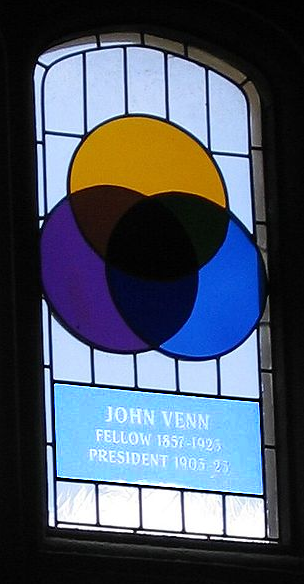 JOHN VENN
FELLOW 1857-1923
PRESIDENT 1903-23